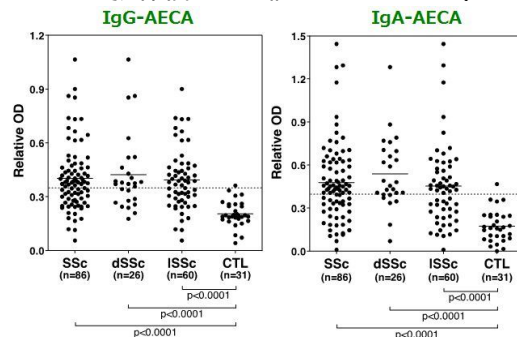 IgG-AECA
IgA-AECA
Relative OD
1.2
0.9
0.6
0.3
0.0
SSc dSSc lSSc CTL
(n=86) (n=26) (n=60) (n=31)
p<0.0001
p<0.0001
p<0.0001
Relative OD
1.5
1.2
0.9
0.6
0.3
0.0
SSc dSSc lSSc CTL
(n=86) (n=26) (n=60) (n=31)
p<0.0001
p<0.0001
p<0.0001